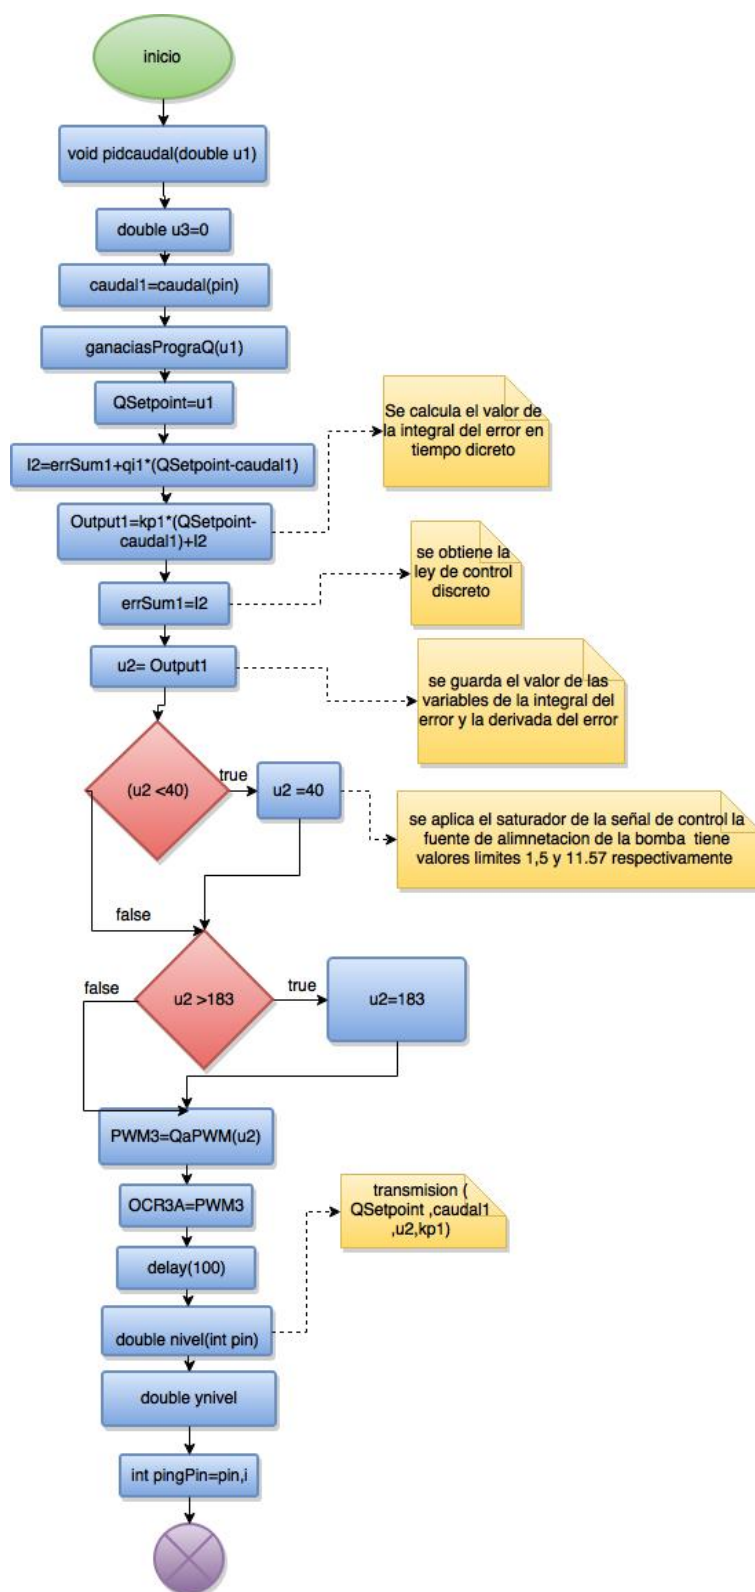 inicio
void pidcaudal(double u1)
double u3=0
caudal1=caudal(pin)
ganaciasPrograQ(u1)
QSetpoint=u1
Se calcula el valor de
la integral del error en
tiempo dicreto
I2=errSum1+qi1*(QSetpoint-caudal1)
Output1=kp1*(QSetpoint-
caudal1)+I2
se obtiene la
ley de control
discreto
errSum1=I2
u2= Output1
se guarda el valor de las
variables de la integral del
error y la derivada del
error
(u2 <40)
true
u2 =40
se aplica el saturador de la señal de control la
fuente de alimnetacion de la bomba tiene
valores limites 1,5 y 11.57 respectivamente
false
u2 >183
false
true
u2=183
PWM3=QaPWM(u2)
OCR3A=PWM3
transmision (
QSetpoint ,caudal1
,u2,kp1)
delay(100)
double nivel(int pin)
double ynivel
int pingPin=pin,i